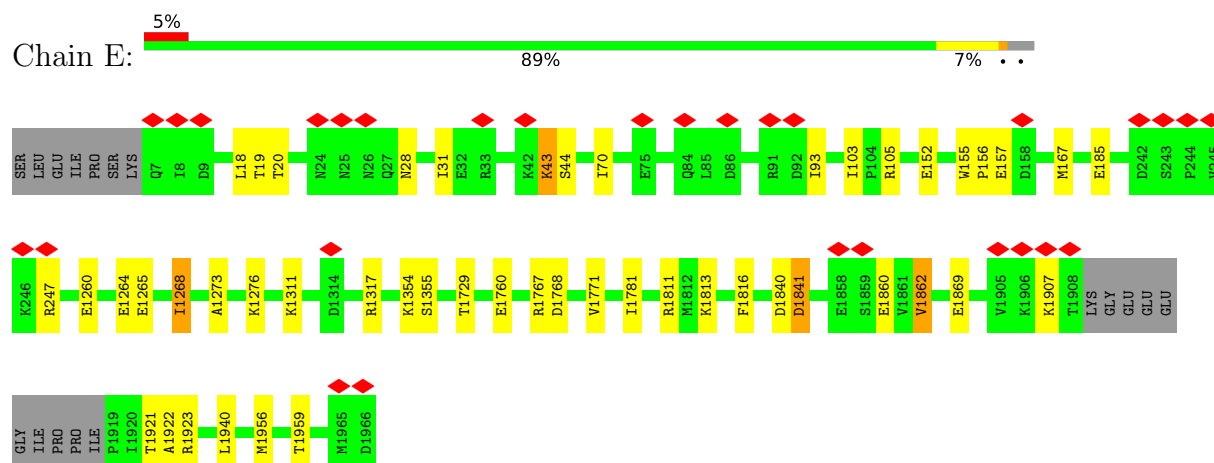 5%
Chain E:
89% 7% • •
SER LEU GLU ILE PRO SER LYS Q7 I8 D9 L18 T19 T20 N24 N25 N26 Q27 N28 I31 E32 R33 K42 K43 S44 I70 E75 Q84 L85 D86 R91 D92 I93 I103 P104 R105 E152 W155 P156 E157 D158 M167 E185 D242 S243 P244 V245
K246 R247 E1260 E1264 E1265 I1268 A1273 K1276 K1311 D1314 R1317 K1354 S1355 T1729 E1760 R1767 D1768 V1771 I1781 R1811 M1812 K1813 F1816 D1840 D1841 E1858 S1859 E1860 V1861 V1862 E1869 V1905 K1906 K1907 T1908 LYS GLY GLU GLU GLU
GLY ILE PRO PRO ILE P1919 I1920 T1921 A1922 R1923 L1940 M1956 T1959 M1965 D1966